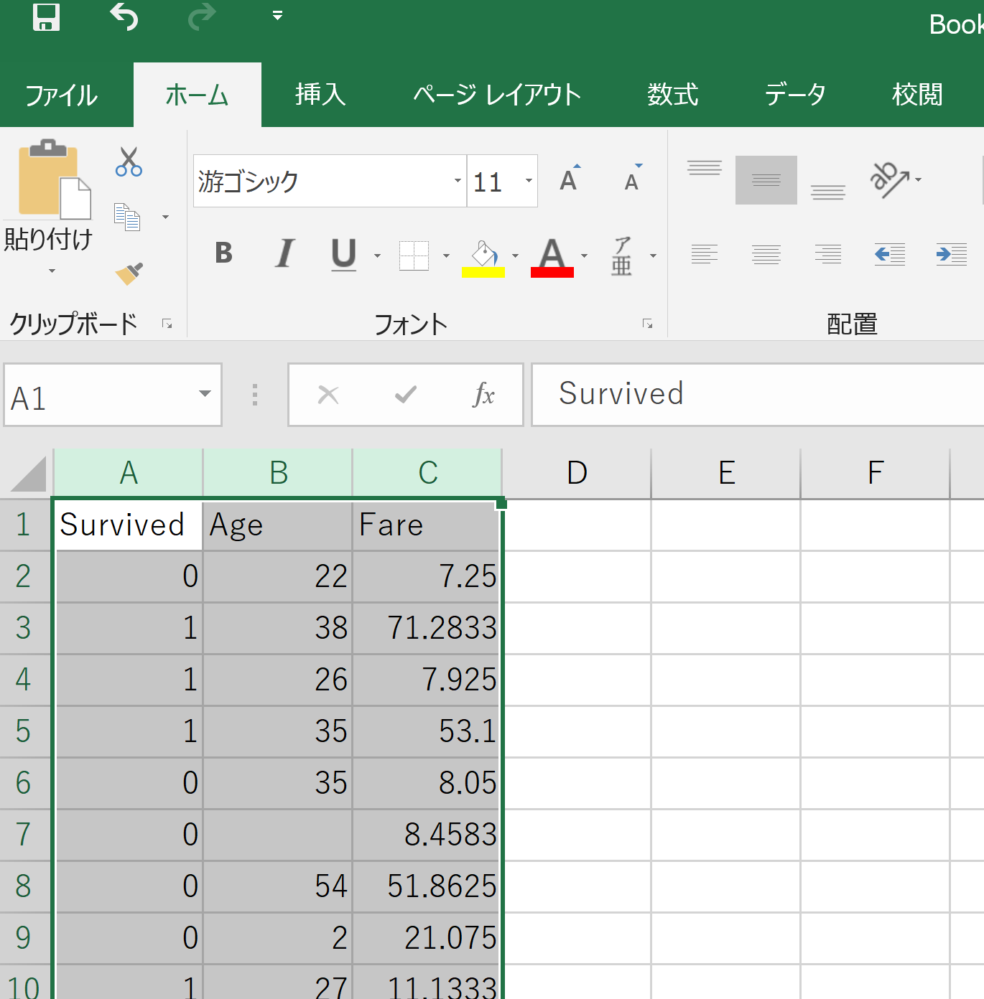 Book
ファイル ホーム 挿入 ページ レイアウト 数式 データ 校閲
貼り付け
游ゴシック 11 A A
B I U A ア亜
ab
クリップボード フォント 配置
A1 fx Survived
A B C D E F
1 Survived Age Fare
2 0 22 7.25
3 1 38 71.2833
4 1 26 7.925
5 1 35 53.1
6 0 35 8.05
7 0 8.4583
8 0 54 51.8625
9 0 2 21.075
10 1 27 11.1333